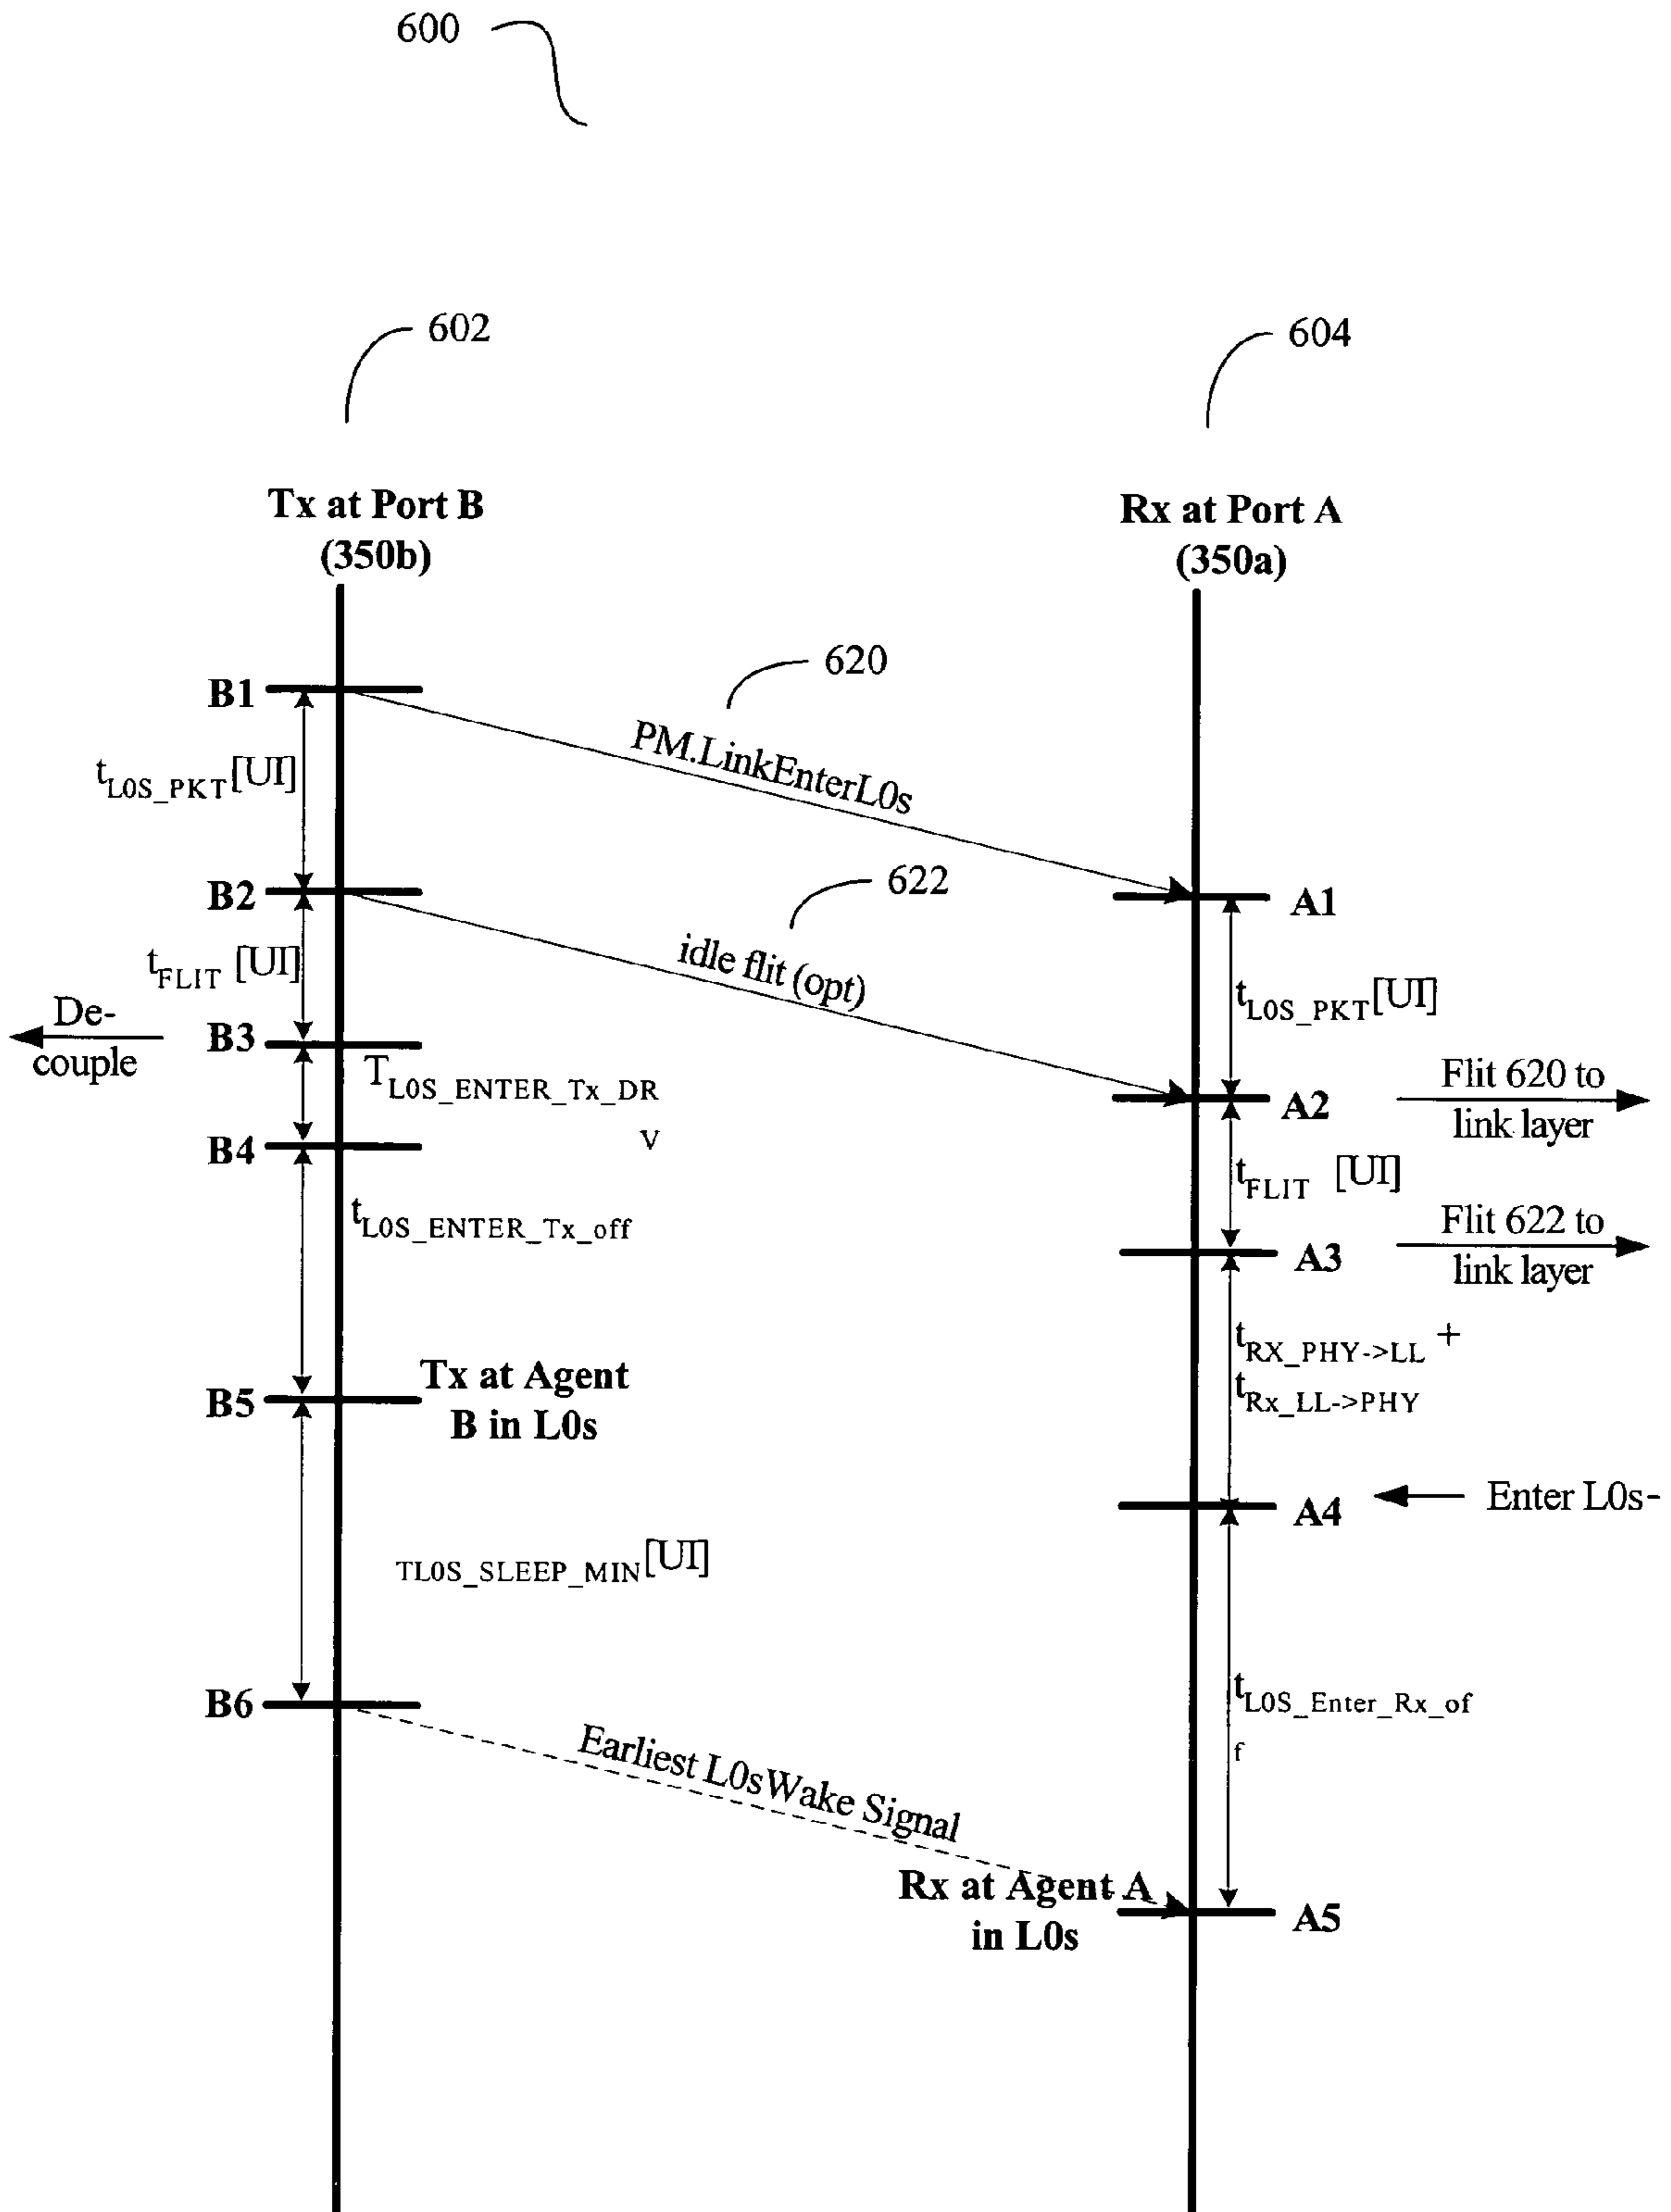 600
602
604
Tx at Port B
(350b)
Rx at Port A
(350a)
620
B1
PM.LinkEnterL0s
tL0S_PKT[UI]
622
B2
A1
idle flit (opt)
tFLIT [UI]
tL0S_PKT[UI]
De-
couple
B3
TL0S_ENTER_Tx_DR
V
Flit 620 to
link layer
A2
B4
tFLIT [UI]
tL0S_ENTER_Tx_off
Flit 622 to
link layer
A3
tRX_PHY->LL +
tRx_LL->PHY
B5
Tx at Agent
B in L0s
A4
Enter L0s-
TL0S_SLEEP_MIN[UI]
B6
tL0S_Enter_Rx_of
f
Earliest L0sWake Signal
Rx at Agent A
in L0s
A5